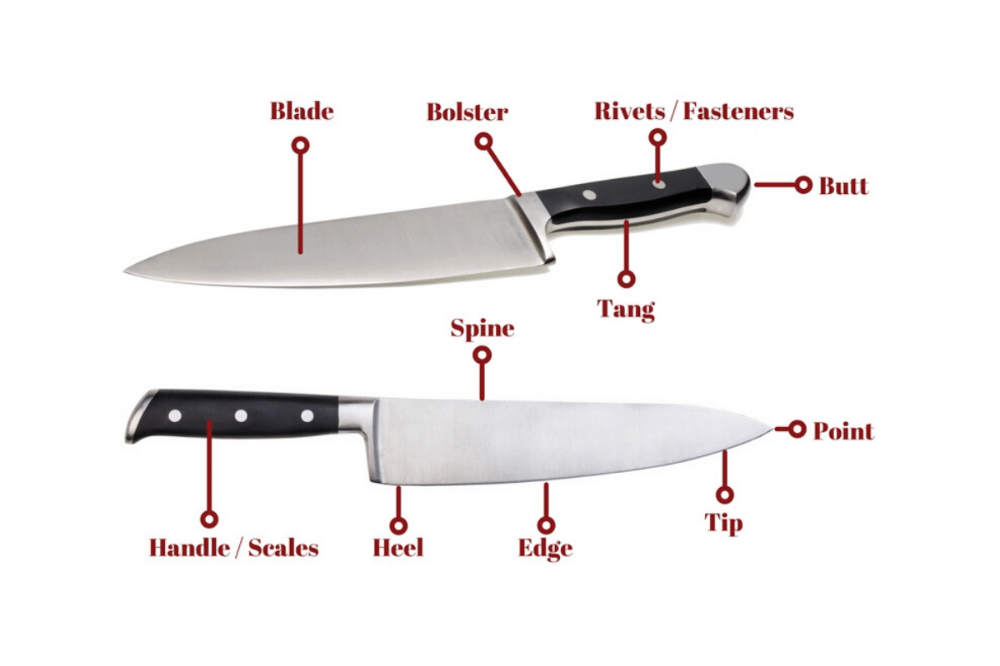 Blade
Bolster
Rivets / Fasteners
Butt
Tang
Spine
Point
Tip
Handle / Scales
Heel
Edge